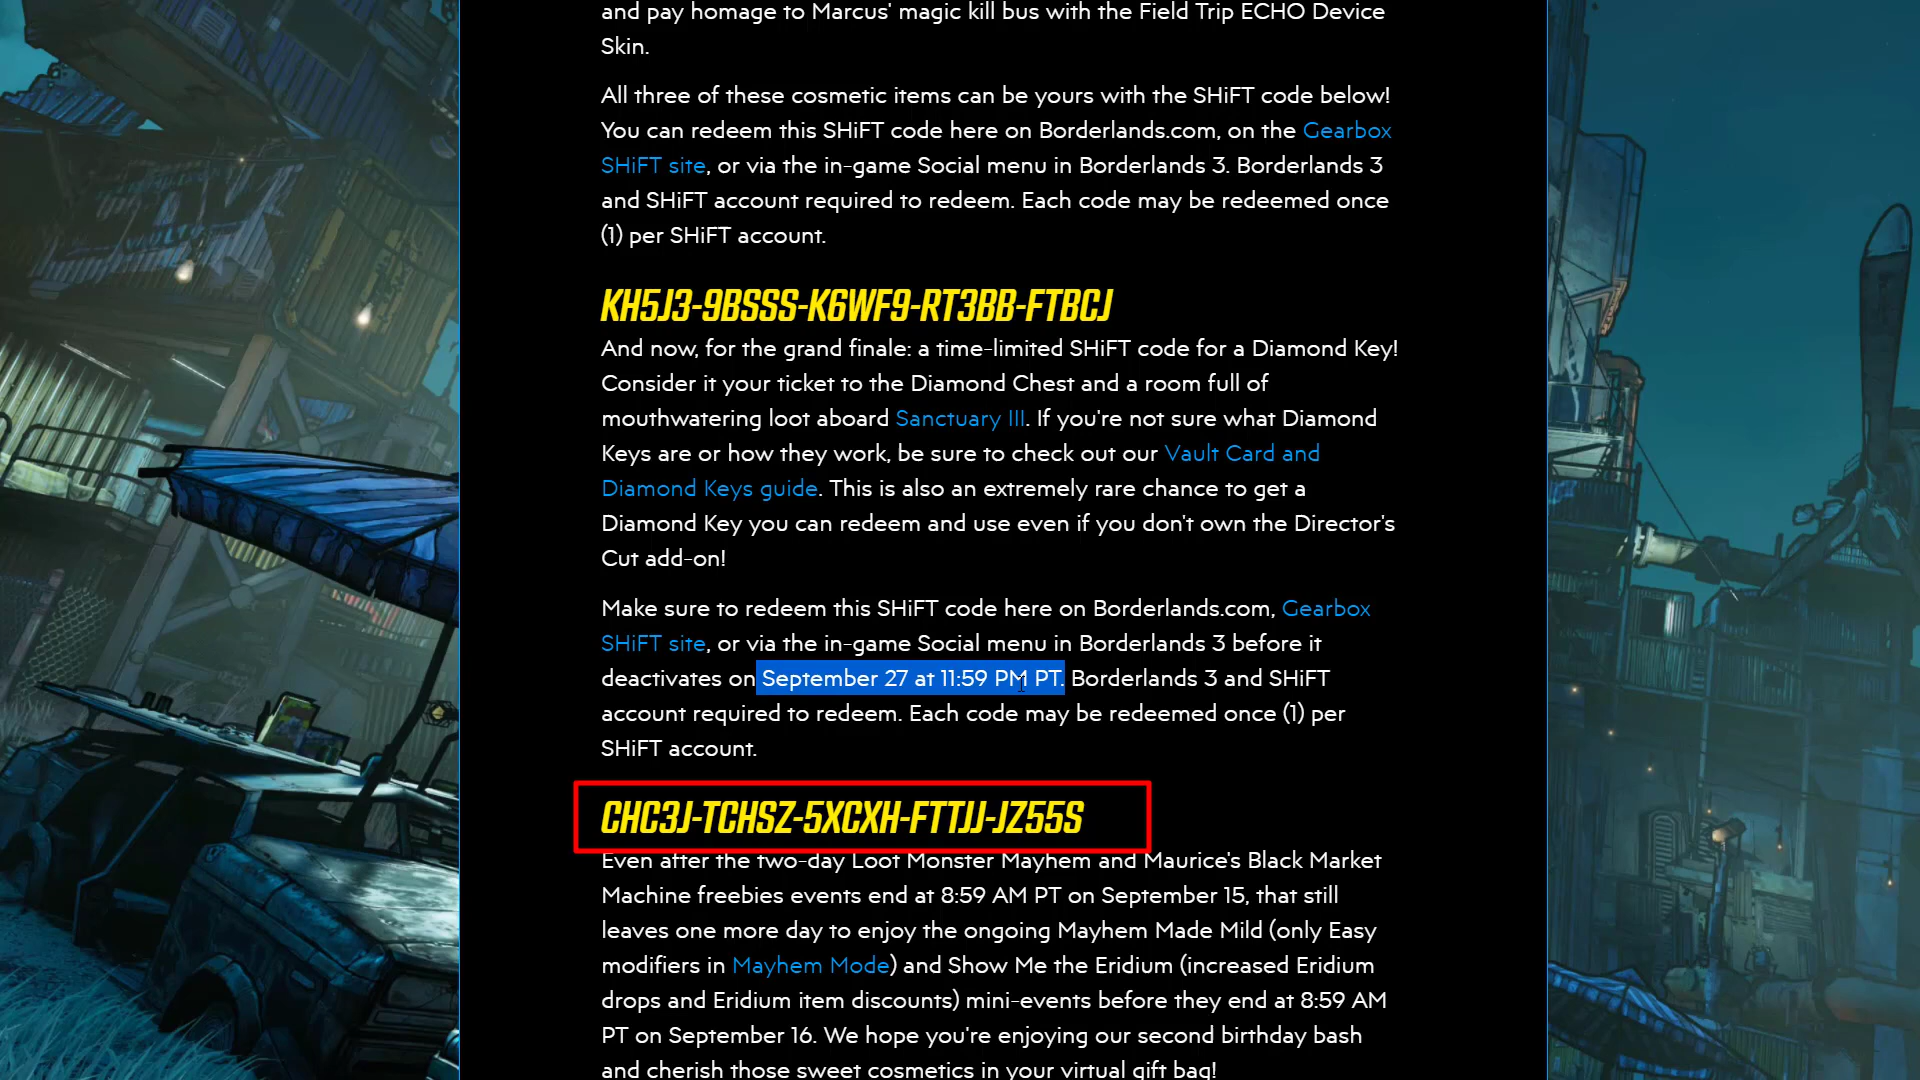 and pay homage to Marcus' magic kill bus with the Field Trip ECHO Device
Skin.
All three of these cosmetic items can be yours with the SHiFT code below!
You can redeem this SHiFT code here on Borderlands.com, on the Gearbox
SHiFT site, or via the in-game Social menu in Borderlands 3. Borderlands 3
and SHiFT account required to redeem. Each code may be redeemed once
(1) per SHiFT account.
KH5J3-9BSSS-K6WF9-RT3BB-FTBCJ
And now, for the grand finale: a time-limited SHiFT code for a Diamond Key!
Consider it your ticket to the Diamond Chest and a room full of
mouthwatering loot aboard Sanctuary III. If you're not sure what Diamond
Keys are or how they work, be sure to check out our Vault Card and
Diamond Keys guide. This is also an extremely rare chance to get a
Diamond Key you can redeem and use even if you don't own the Director's
Cut add-on!
Make sure to redeem this SHiFT code here on Borderlands.com, Gearbox
SHiFT site, or via the in-game Social menu in Borderlands 3 before it
deactivates on September 27 at 11:59 PM PT. Borderlands 3 and SHiFT
account required to redeem. Each code may be redeemed once (1) per
SHiFT account.
CHC3J-TCHSZ-5XCXH-FTTJJ-JZ55S
Even after the two-day Loot Monster Mayhem and Maurice's Black Market
Machine freebies events end at 8:59 AM PT on September 15, that still
leaves one more day to enjoy the ongoing Mayhem Made Mild (only Easy
modifiers in Mayhem Mode) and Show Me the Eridium (increased Eridium
drops and Eridium item discounts) mini-events before they end at 8:59 AM
PT on September 16. We hope you're enjoying our second birthday bash
and cherish those sweet cosmetics in your virtual gift bag!